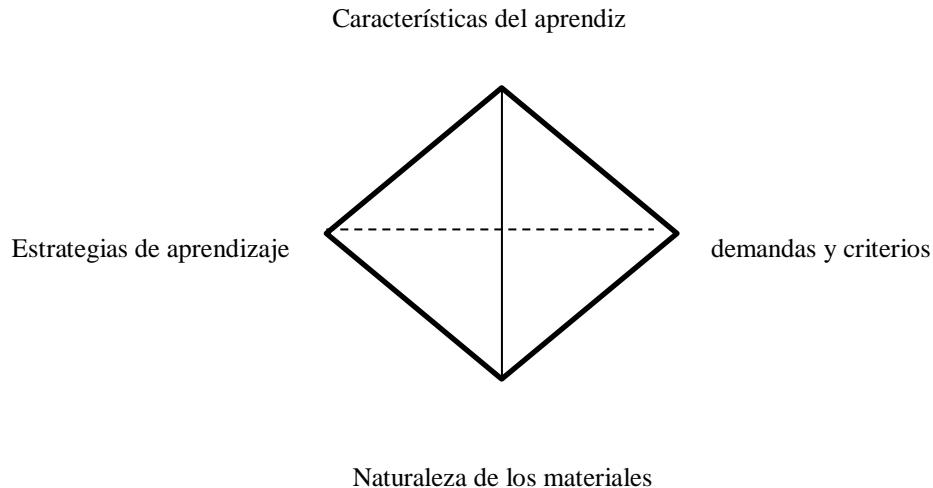 Características del aprendiz
Estrategias de aprendizaje
demandas y criterios
Naturaleza de los materiales